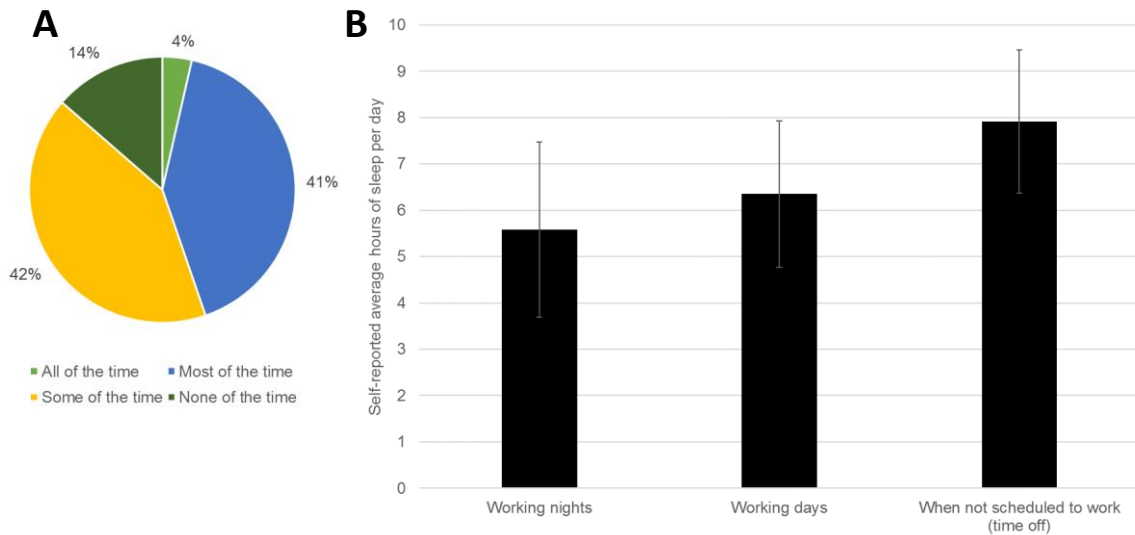 A
4%
14%
41%
42%
All of the time
Most of the time
Some of the time
None of the time
B
Self-reported average hours of sleep per day
10
9
8
7
6
5
4
3
2
1
0
Working nights
Working days
When not scheduled to work
(time off)